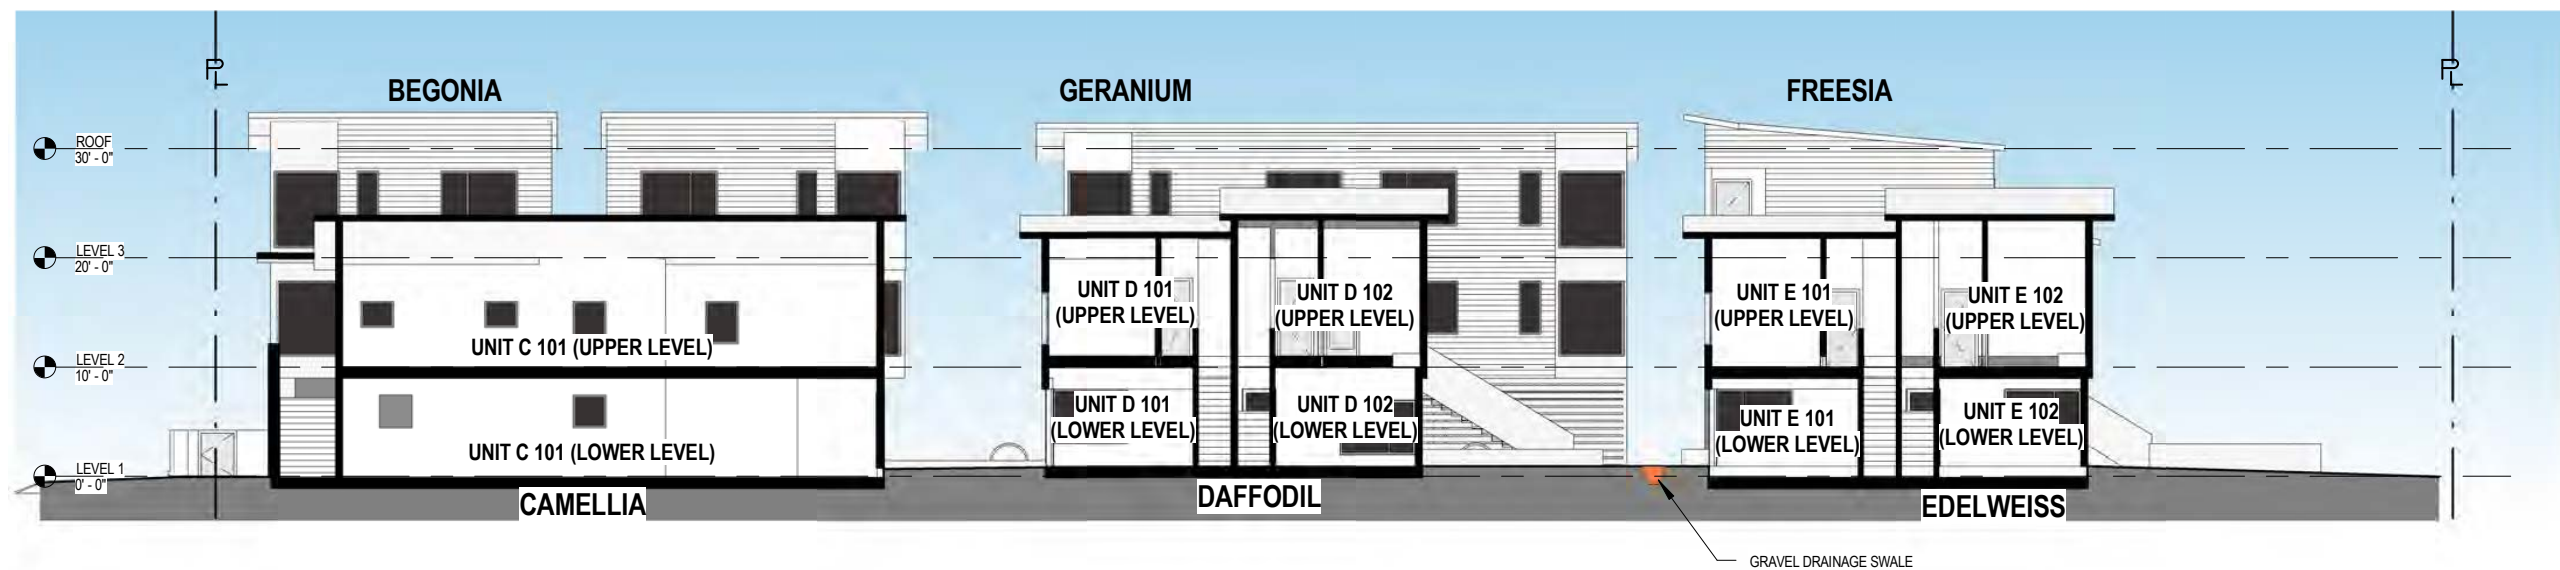 PL
PL
BEGONIA
GERANIUM
FREESIA
ROOF
30' - 0"
LEVEL 3
20' - 0"
LEVEL 2
10' - 0"
LEVEL 1
0' - 0"
UNIT C 101 (UPPER LEVEL)
UNIT C 101 (LOWER LEVEL)
UNIT D 101
(UPPER LEVEL)
UNIT D 102
(UPPER LEVEL)
UNIT D 101
(LOWER LEVEL)
UNIT D 102
(LOWER LEVEL)
UNIT E 101
(UPPER LEVEL)
UNIT E 102
(UPPER LEVEL)
UNIT E 101
(LOWER LEVEL)
UNIT E 102
(LOWER LEVEL)
CAMELLIA
DAFFODIL
EDELWEISS
GRAVEL DRAINAGE SWALE